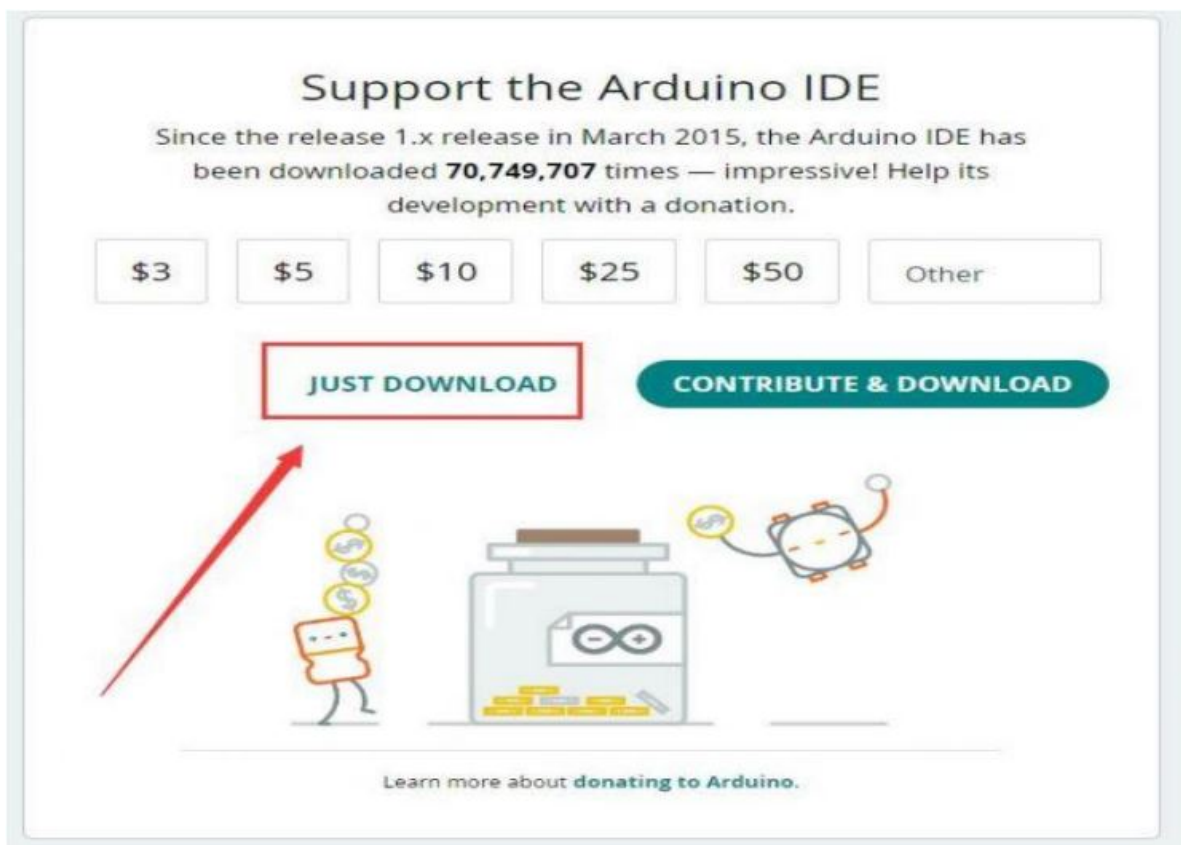 Support the Arduino IDE
Since the release 1.x release in March 2015, the Arduino IDE has
been downloaded 70,749,707 times — impressive! Help its
development with a donation.
$3 $5 $10 $25 $50 Other
JUST DOWNLOAD CONTRIBUTE & DOWNLOAD
Learn more about donating to Arduino.